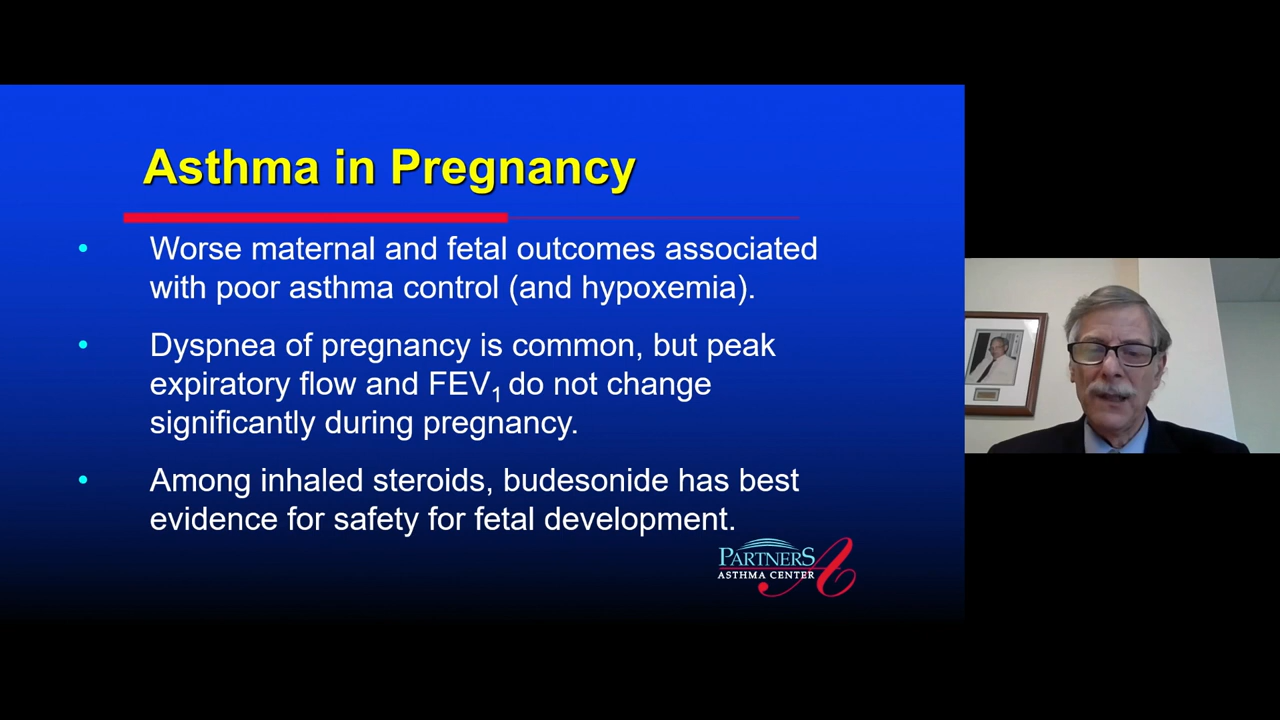 Asthma in Pregnancy
• Worse maternal and fetal outcomes associated
with poor asthma control (and hypoxemia).
• Dyspnea of pregnancy is common, but peak
expiratory flow and FEV₁ do not change
significantly during pregnancy.
• Among inhaled steroids, budesonide has best
evidence for safety for fetal development.
PARTNERS
ASTHMA CENTER